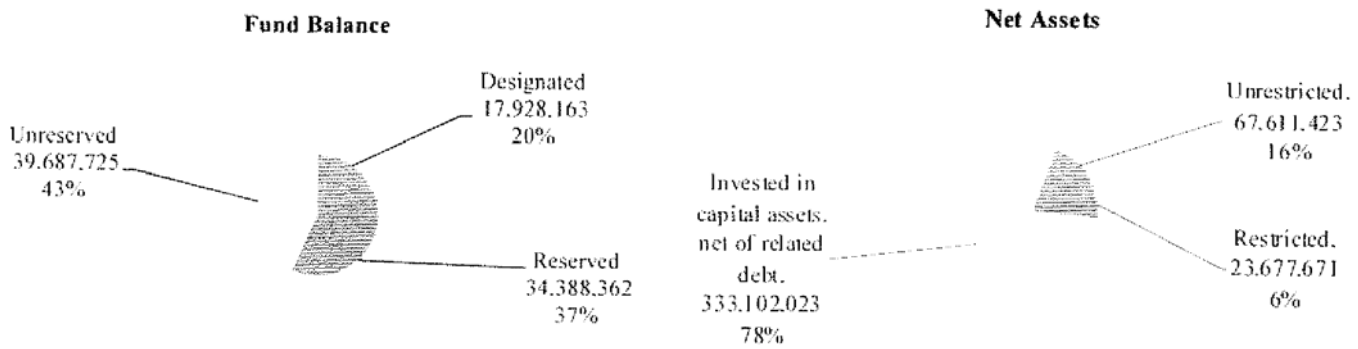 Fund Balance
Designated
17,928,163
20%
Unreserved
39,687,725
43%
Reserved
34,388,362
37%
Net Assets
Unrestricted,
67,611,423
16%
Invested in
capital assets,
net of related
debt,
333,102,023
78%
Restricted,
23,677,671
6%